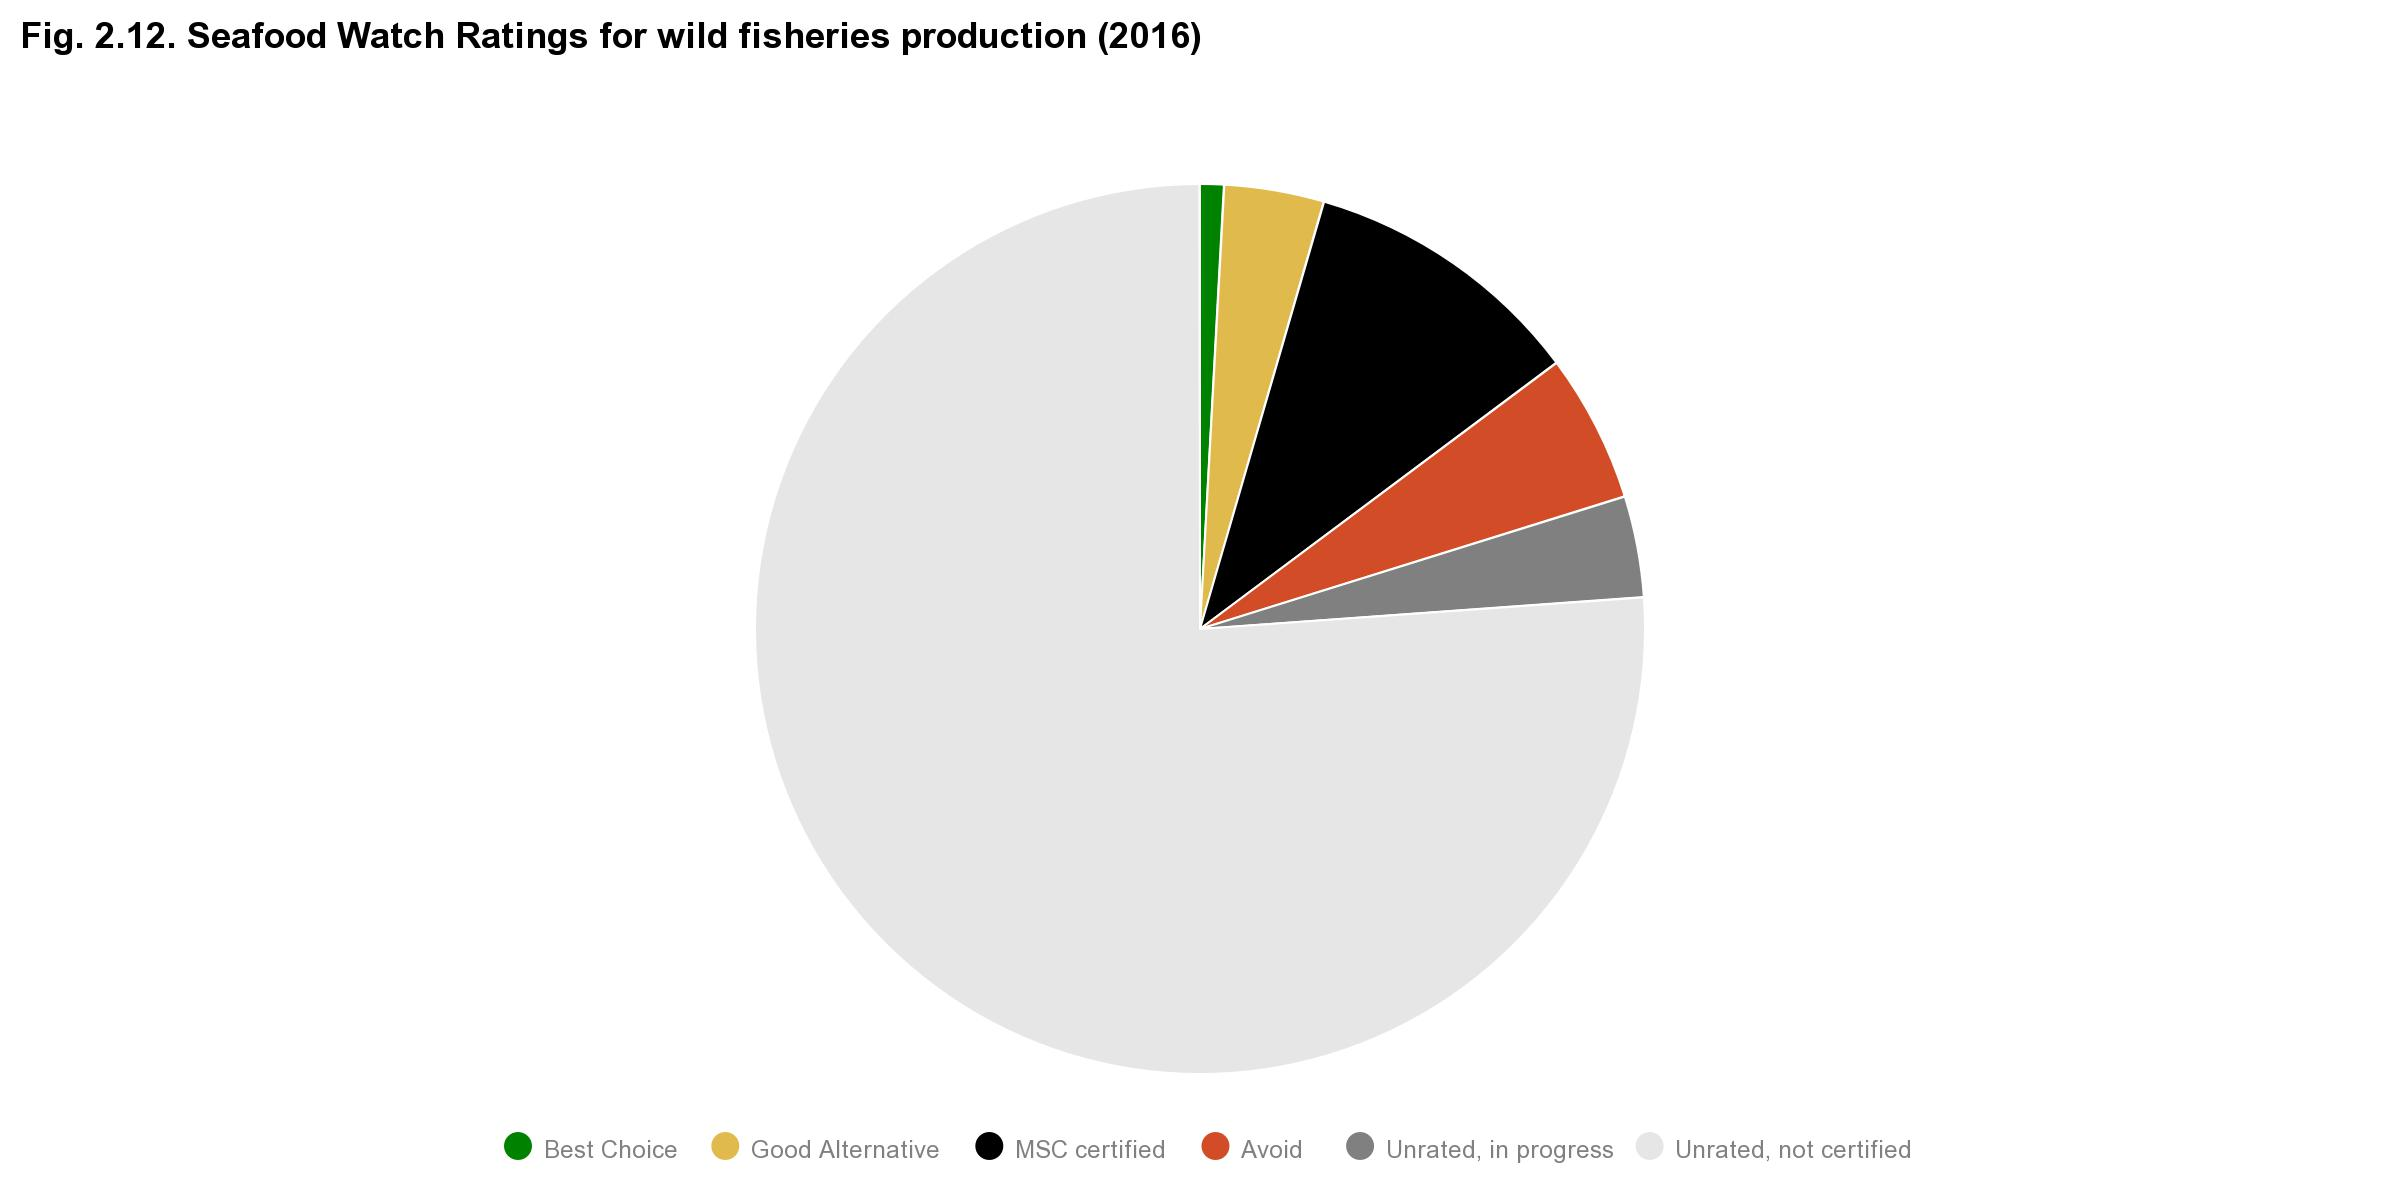 Fig. 2.12. Seafood Watch Ratings for wild fisheries production (2016)
Best Choice Good Alternative MSC certified Avoid Unrated, in progress Unrated, not certified